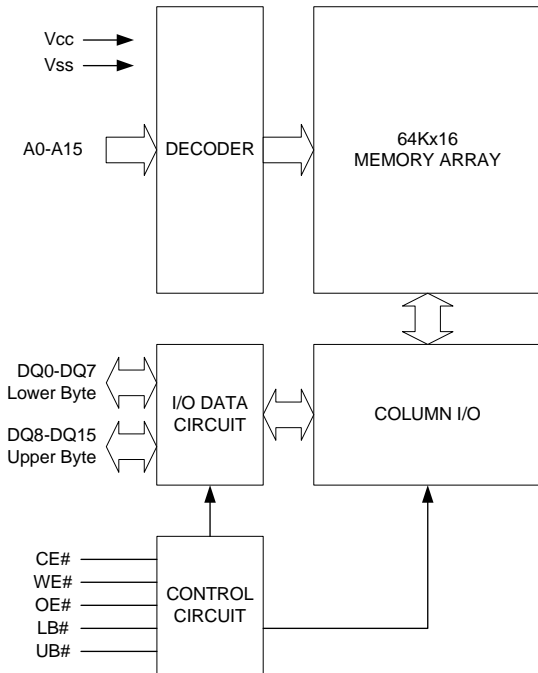 Vcc
Vss
A0-A15
DECODER
64Kx16
MEMORY ARRAY
DQ0-DQ7
Lower Byte
DQ8-DQ15
Upper Byte
I/O DATA
CIRCUIT
COLUMN I/O
CE#
WE#
OE#
LB#
UB#
CONTROL
CIRCUIT